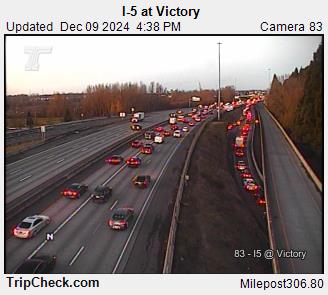 I-5 at Victory
Updated Dec 09 2024 4:38 PM Camera 83
T
N
83 - I5 @ Victory
TripCheck.com Milepost306.80